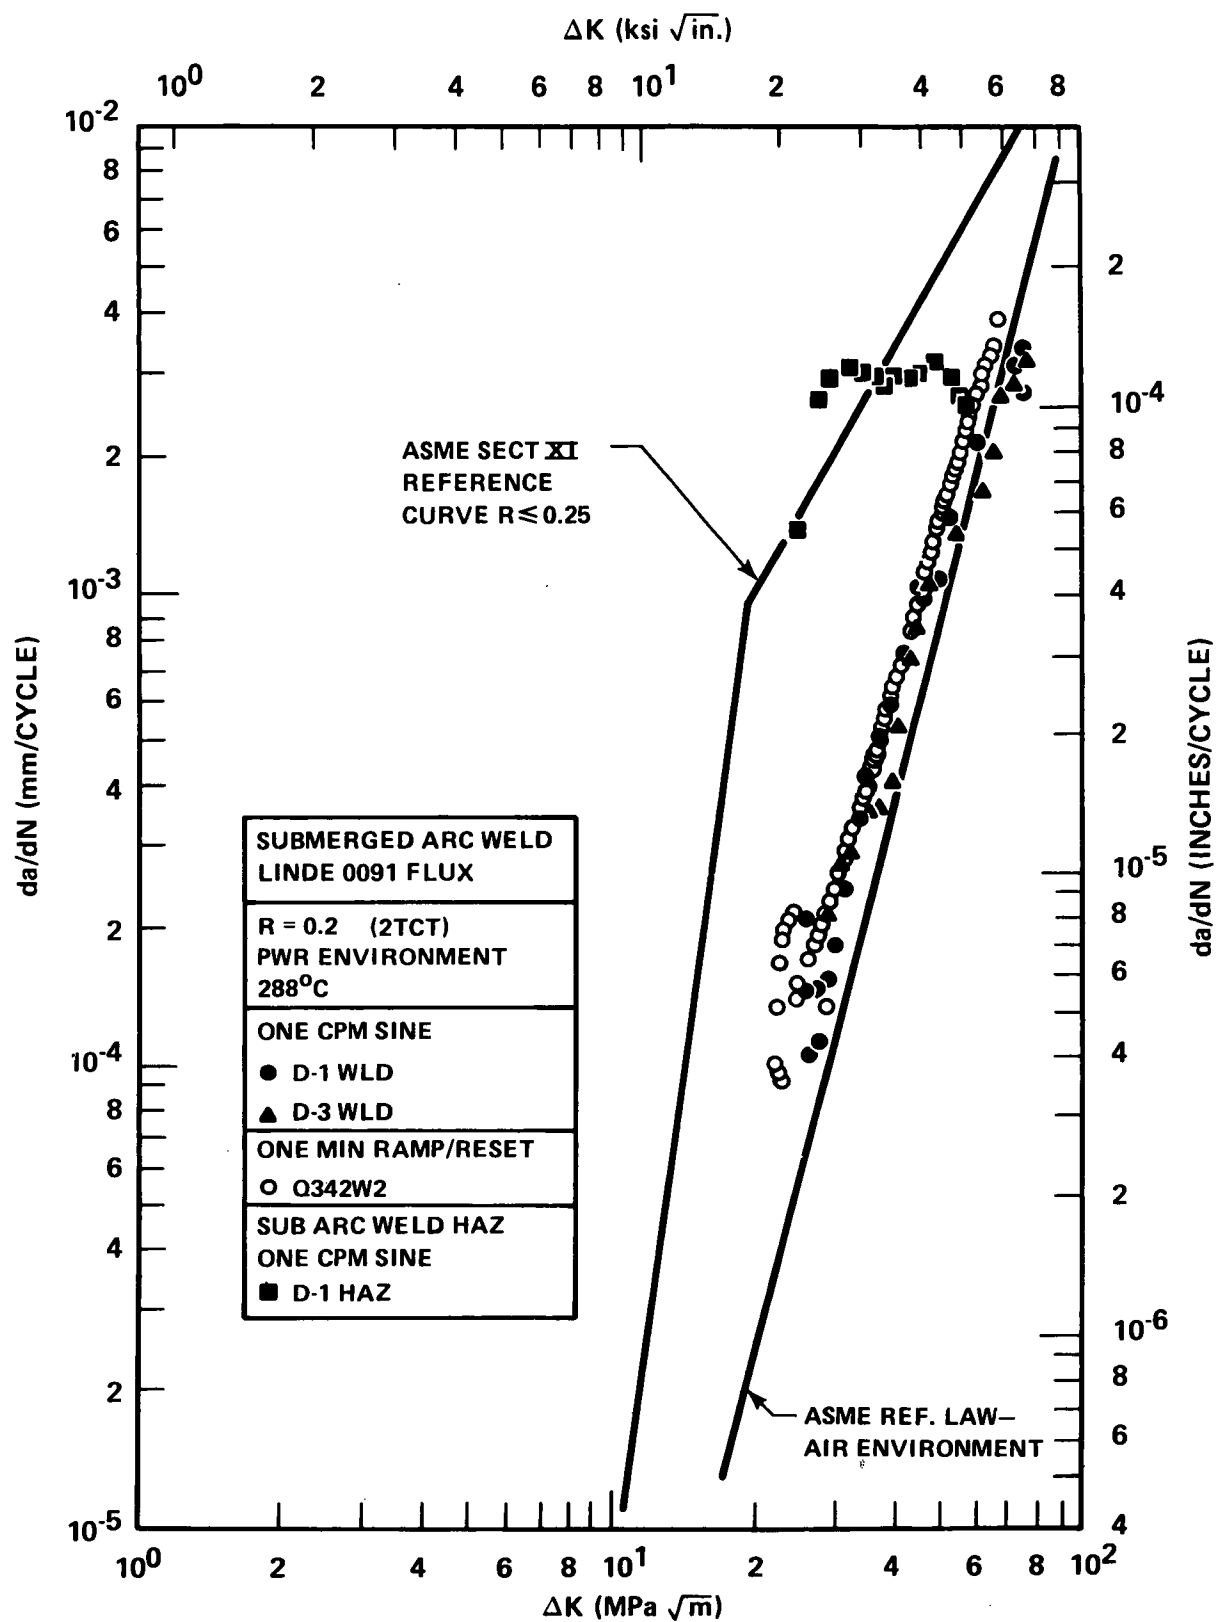 ΔK (ksi √in.)
10⁰ 2 4 6 8 10¹ 2 4 6 8
10⁻²
8
6
4
2
10⁻³
8
6
4
2
10⁻⁴
8
6
4
2
10⁻⁵
da/dN (mm/CYCLE)
ASME SECT XI
REFERENCE
CURVE R ≤ 0.25
SUBMERGED ARC WELD
LINDE 0091 FLUX
R = 0.2 (2TCT)
PWR ENVIRONMENT
288°C
ONE CPM SINE
● D-1 WLD
▲ D-3 WLD
ONE MIN RAMP/RESET
○ Q342W2
SUB ARC WELD HAZ
ONE CPM SINE
■ D-1 HAZ
ASME REF. LAW–
AIR ENVIRONMENT
2
10⁻⁴
8
6
4
2
10⁻⁵
8
6
4
2
10⁻⁶
8
6
4
da/dN (INCHES/CYCLE)
10⁰ 2 4 6 8 10¹ 2 4 6 8 10²
ΔK (MPa √m)